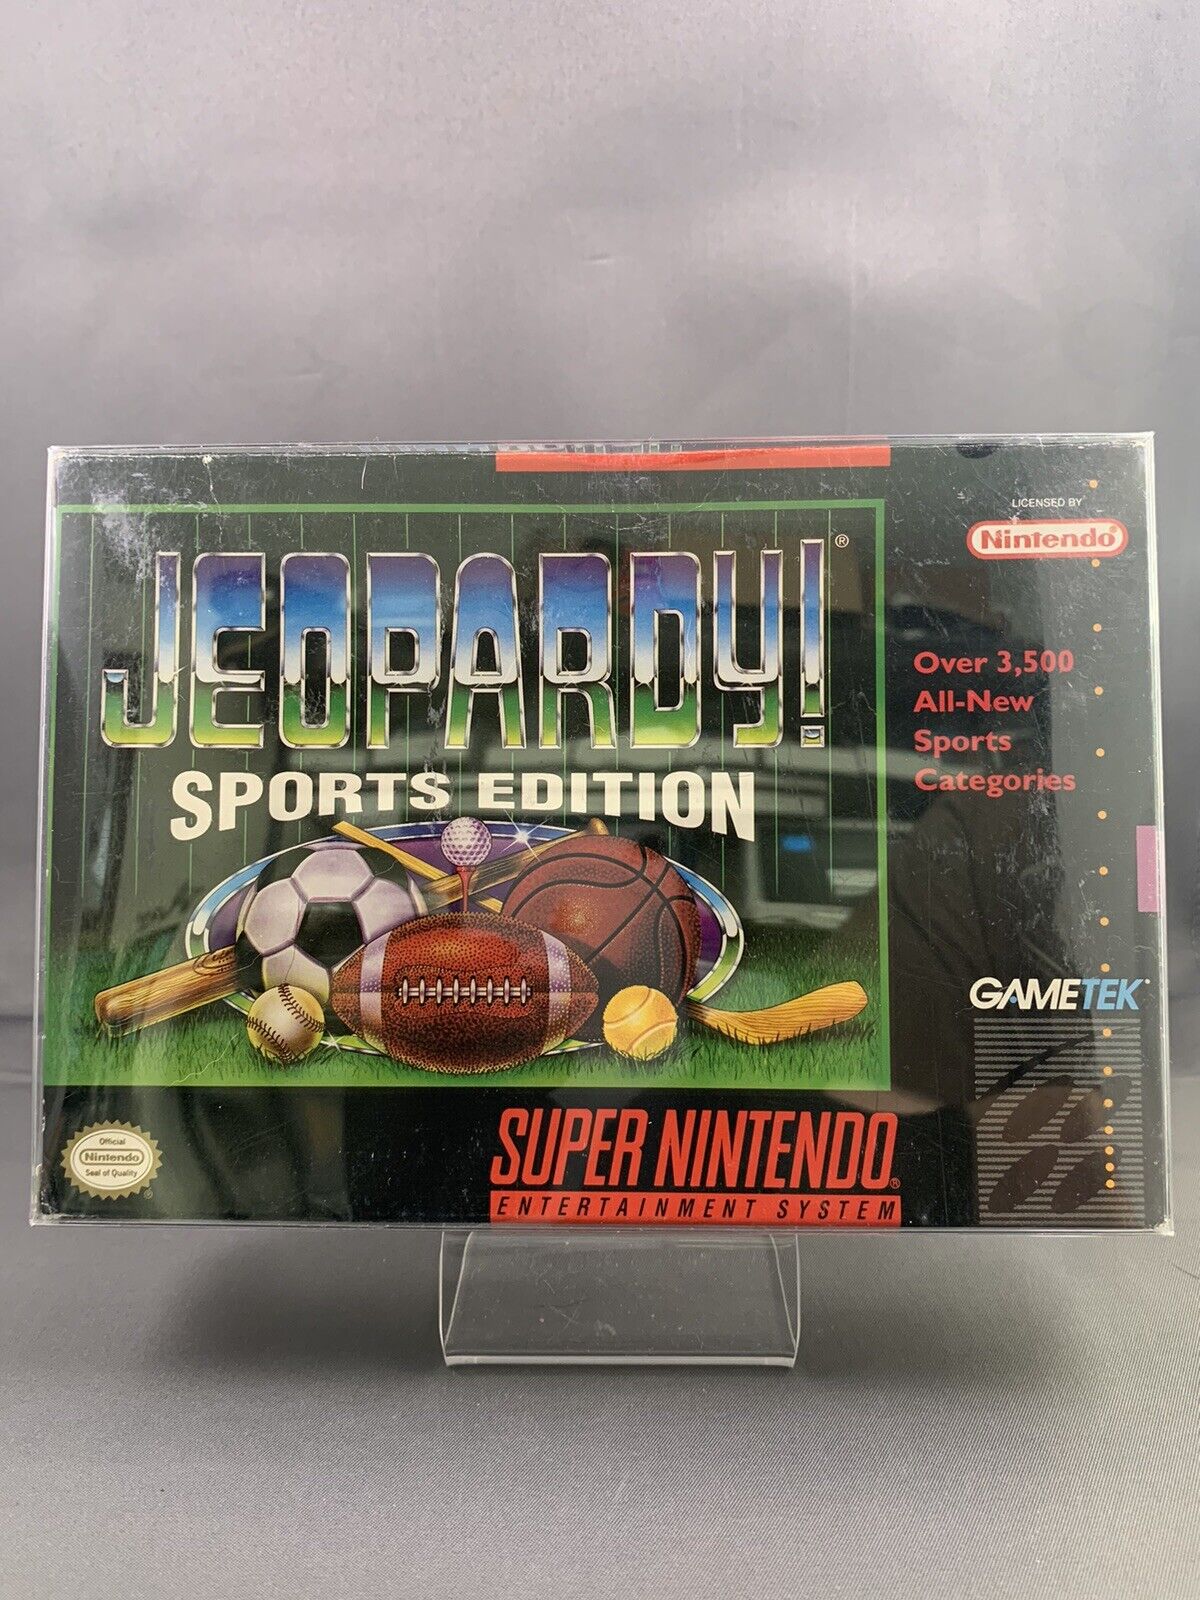 JEOPARDY!®
SPORTS EDITION
LICENSED BY
Nintendo®
Over 3,500
All-New
Sports
Categories
GAMETEK®
Official
Nintendo
Seal of Quality
®
SUPER NINTENDO®
ENTERTAINMENT SYSTEM